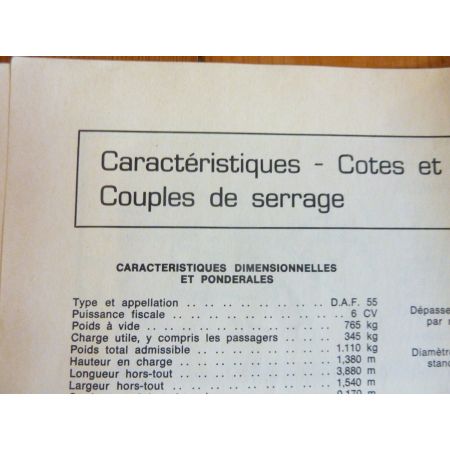 Caractéristiques - Cotes et
Couples de serrage
CARACTERISTIQUES DIMENSIONNELLES
ET PONDERALES
Type et appellation .. .. .. .. .. .. .. .. D.A.F. 55
Puissance fiscale .. .. .. .. .. .. .. .. 6 CV
Poids à vide .. .. .. .. .. .. .. .. .. 765 kg
Charge utile, y compris les passagers .. .. .. 345 kg
Poids total admissible .. .. .. .. .. .. .. 1.110 kg
Hauteur en charge .. .. .. .. .. .. .. 1,380 m
Longueur hors-tout .. .. .. .. .. .. .. 3,880 m
Largeur hors-tout .. .. .. .. .. .. .. 1,540 m
Dépasse
par r
Diamètr
stan